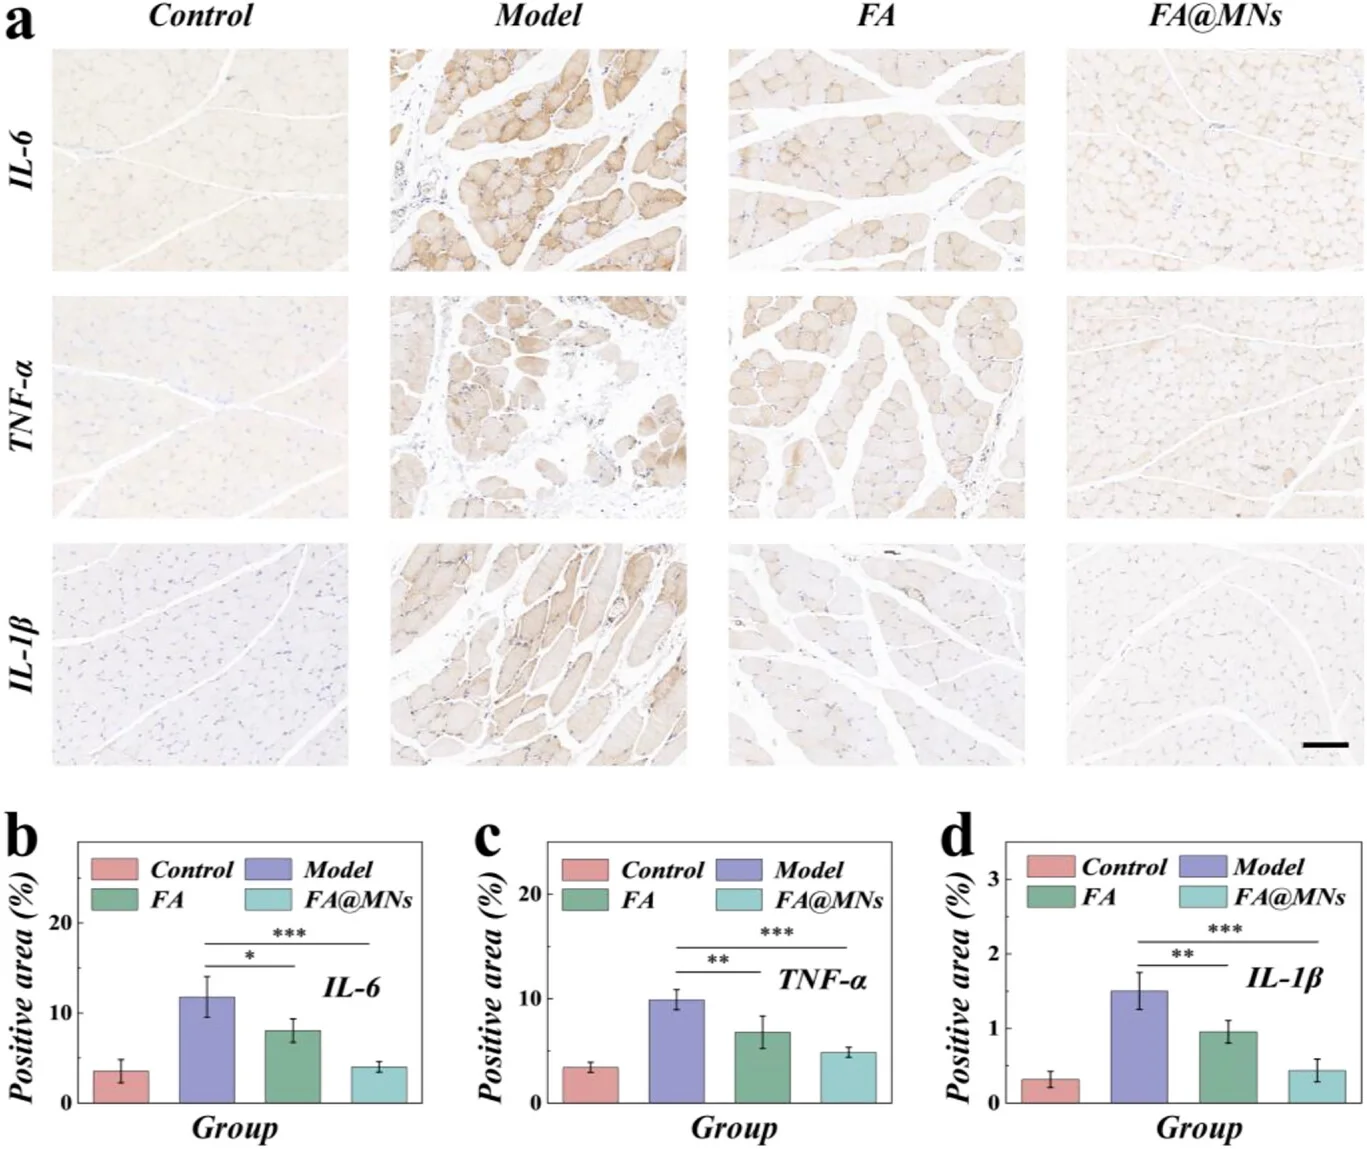 a
Control Model FA FA@MNs
IL-6
TNF-α
IL-1β
b
Positive area (%)
20
10
0
Control Model
FA FA@MNs
***
*
IL-6
Group
c
Positive area (%)
20
10
0
Control Model
FA FA@MNs
***
**
TNF-α
Group
d
Positive area (%)
3
2
1
0
Control Model
FA FA@MNs
***
**
IL-1β
Group